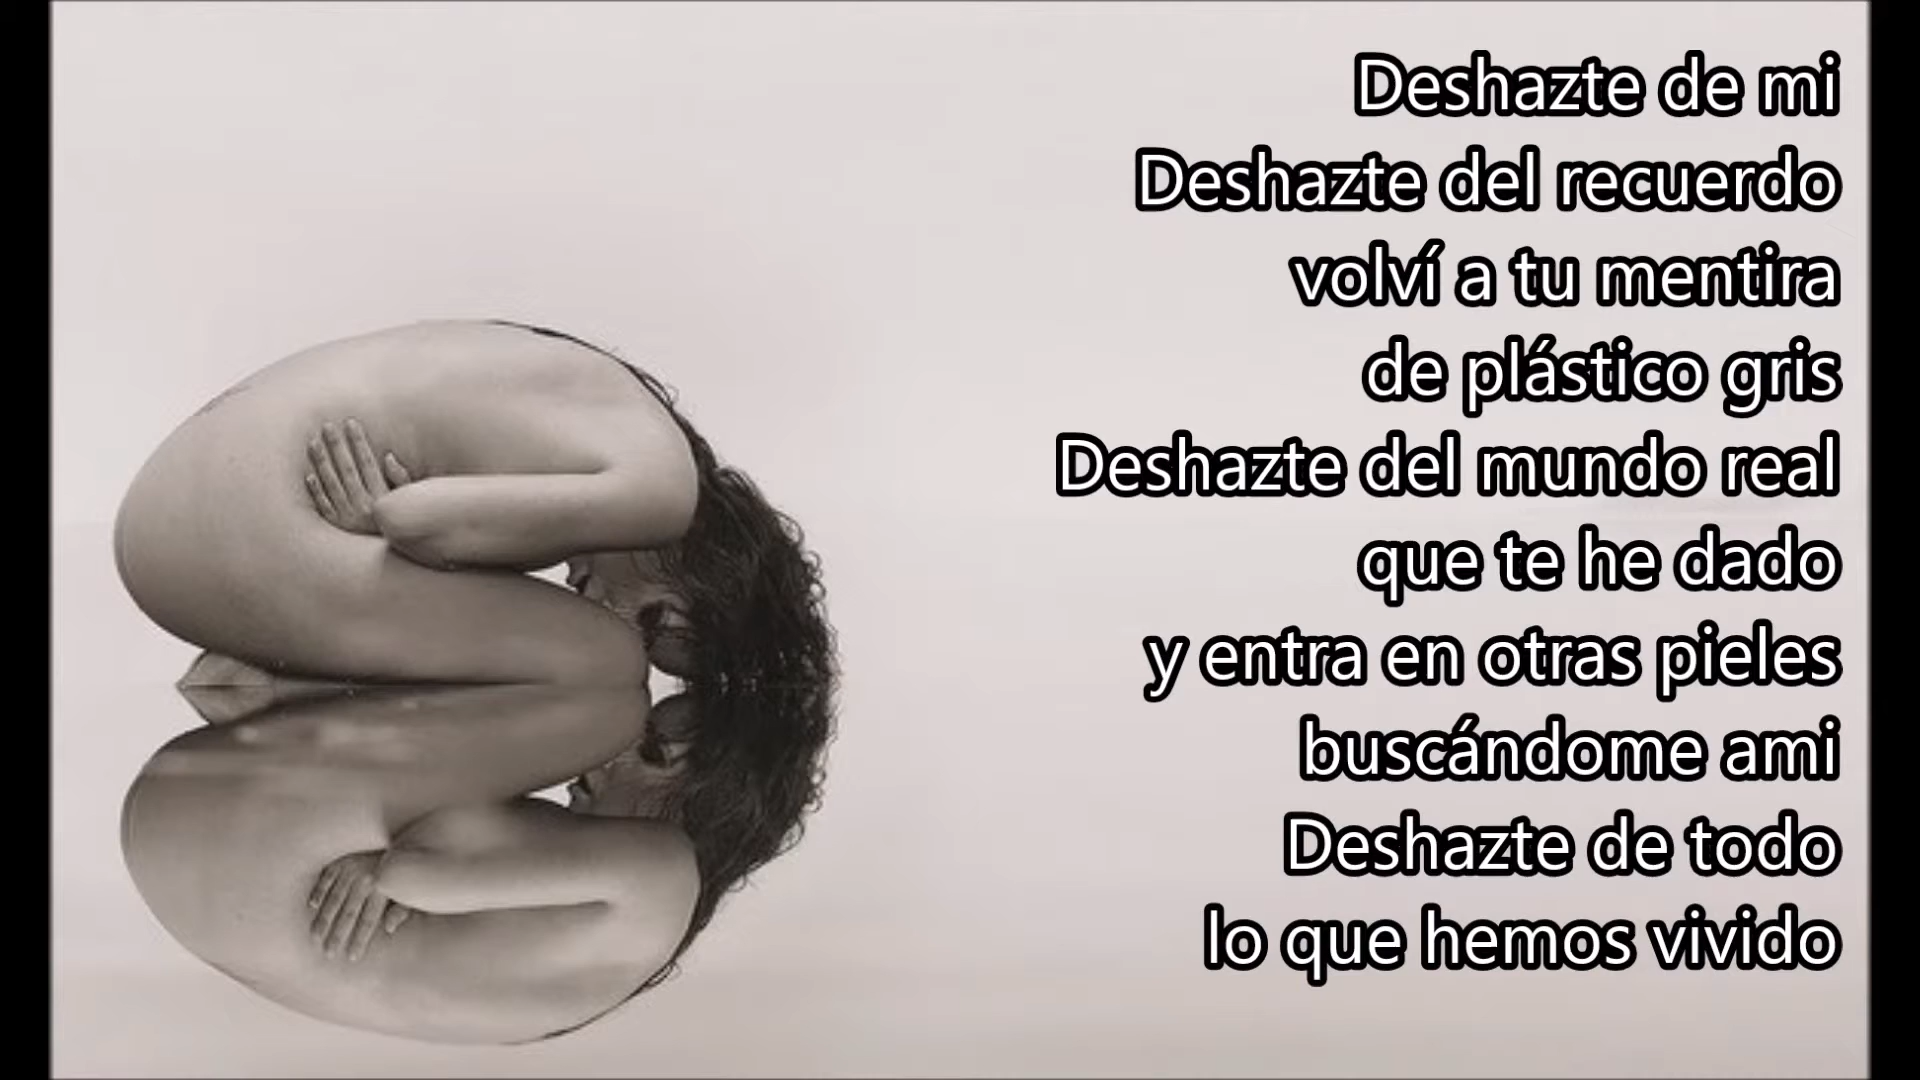 Deshazte de mi
Deshazte del recuerdo
volví a tu mentira
de plástico gris
Deshazte del mundo real
que te he dado
y entra en otras pieles
buscándome ami
Deshazte de todo
lo que hemos vivido